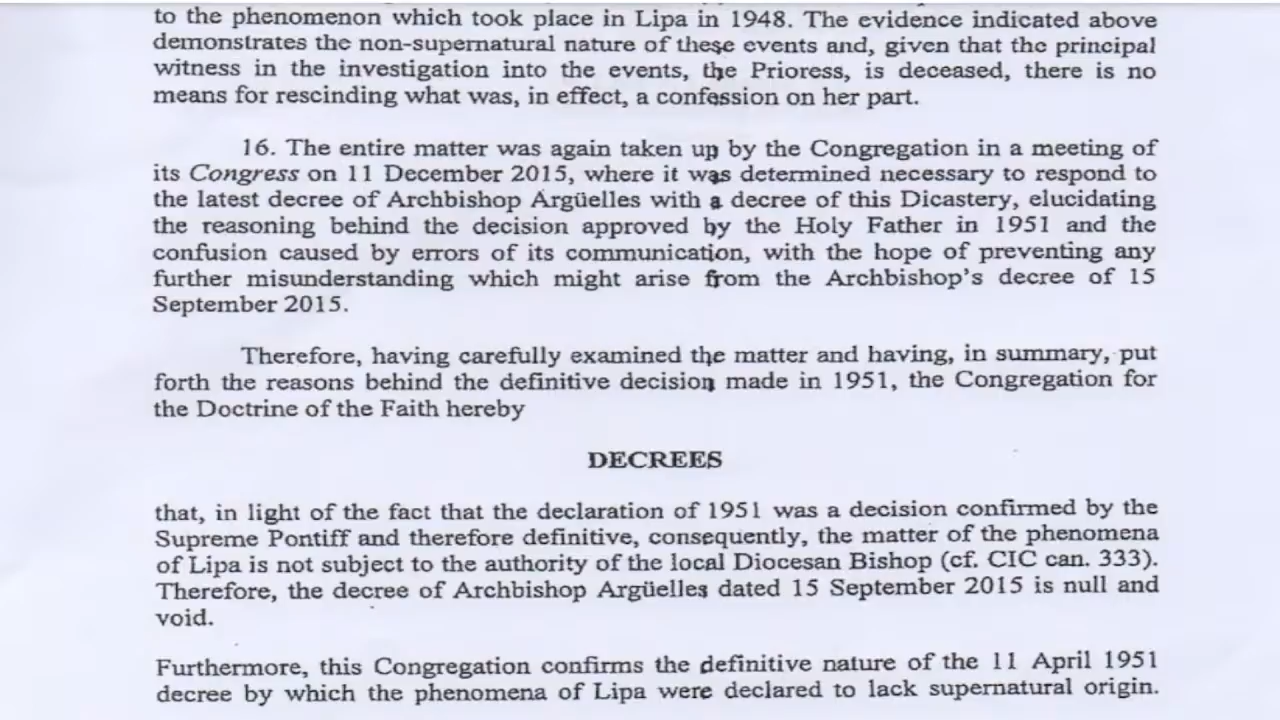 to the phenomenon which took place in Lipa in 1948. The evidence indicated above
demonstrates the non-supernatural nature of these events and, given that the principal
witness in the investigation into the events, the Prioress, is deceased, there is no
means for rescinding what was, in effect, a confession on her part.
16. The entire matter was again taken up by the Congregation in a meeting of
its Congress on 11 December 2015, where it was determined necessary to respond to
the latest decree of Archbishop Argüelles with a decree of this Dicastery, elucidating
the reasoning behind the decision approved by the Holy Father in 1951 and the
confusion caused by errors of its communication, with the hope of preventing any
further misunderstanding which might arise from the Archbishop's decree of 15
September 2015.
Therefore, having carefully examined the matter and having, in summary, put
forth the reasons behind the definitive decision made in 1951, the Congregation for
the Doctrine of the Faith hereby
DECREES
that, in light of the fact that the declaration of 1951 was a decision confirmed by the
Supreme Pontiff and therefore definitive, consequently, the matter of the phenomena
of Lipa is not subject to the authority of the local Diocesan Bishop (cf. CIC can. 333).
Therefore, the decree of Archbishop Argüelles dated 15 September 2015 is null and
void.
Furthermore, this Congregation confirms the definitive nature of the 11 April 1951
decree by which the phenomena of Lipa were declared to lack supernatural origin.